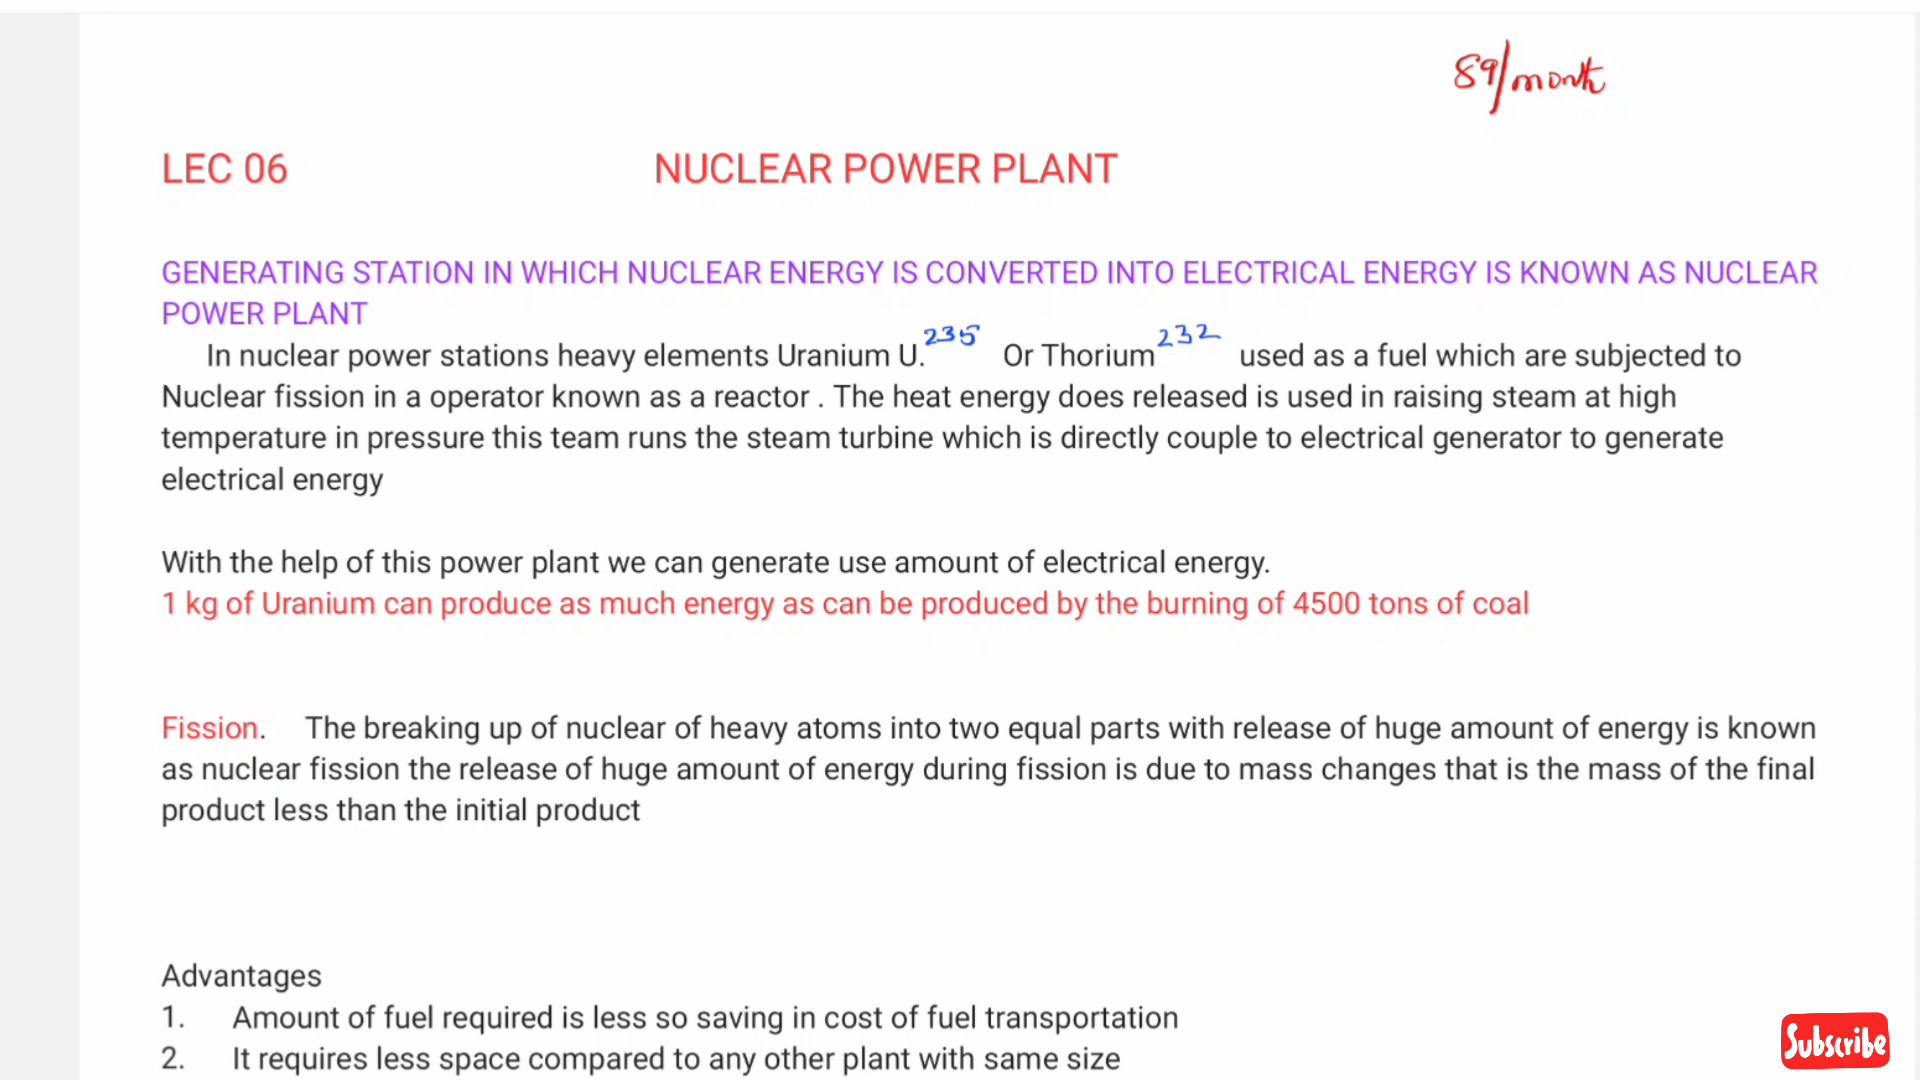 89/month
LEC 06 NUCLEAR POWER PLANT
GENERATING STATION IN WHICH NUCLEAR ENERGY IS CONVERTED INTO ELECTRICAL ENERGY IS KNOWN AS NUCLEAR
POWER PLANT
In nuclear power stations heavy elements Uranium U.235 Or Thorium232 used as a fuel which are subjected to
Nuclear fission in a operator known as a reactor . The heat energy does released is used in raising steam at high
temperature in pressure this team runs the steam turbine which is directly couple to electrical generator to generate
electrical energy
With the help of this power plant we can generate use amount of electrical energy.
1 kg of Uranium can produce as much energy as can be produced by the burning of 4500 tons of coal
Fission. The breaking up of nuclear of heavy atoms into two equal parts with release of huge amount of energy is known
as nuclear fission the release of huge amount of energy during fission is due to mass changes that is the mass of the final
product less than the initial product
Advantages
1. Amount of fuel required is less so saving in cost of fuel transportation
2. It requires less space compared to any other plant with same size
Subscribe